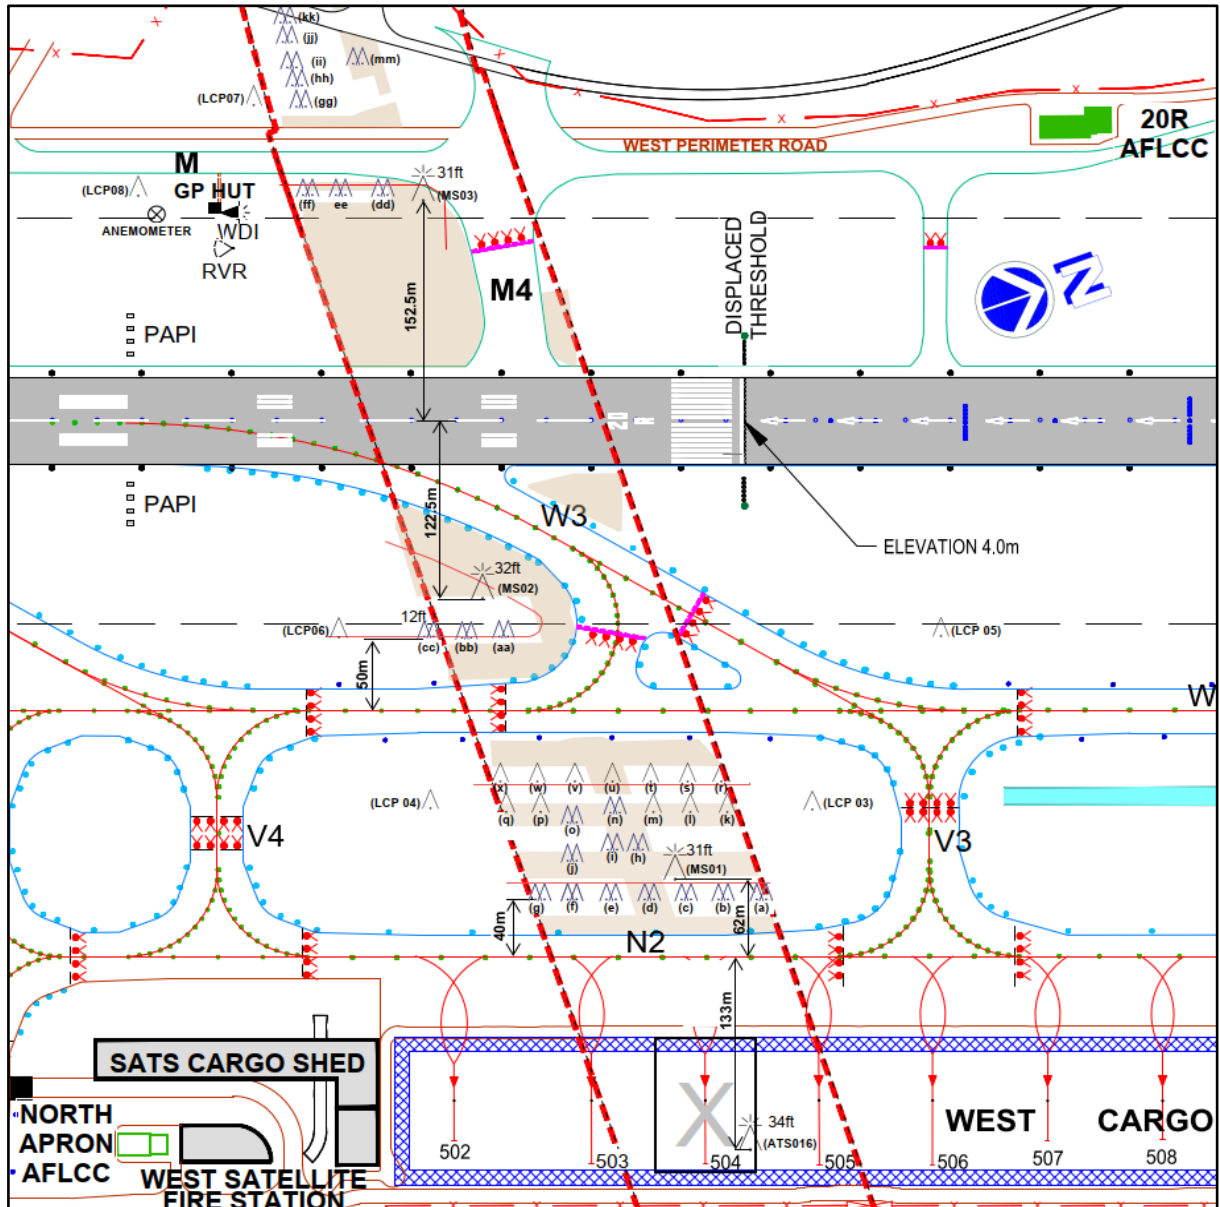 (kk)
(jj)
(ii)
(mm)
(hh)
(LCP07)
(gg)
20R
AFLCC
WEST PERIMETER ROAD
M
(LCP08)
GP HUT
31ft
(MS03)
(ff)
ee
(dd)
ANEMOMETER
WDI
RVR
DISPLACED
THRESHOLD
N
M4
152.5m
PAPI
20
PAPI
122.5m
W3
ELEVATION 4.0m
32ft
(MS02)
12ft
(LCP06)
(cc)
(bb)
(aa)
(LCP 05)
50m
W
(x)
(w)
(v)
(u)
(t)
(s)
(r)
(LCP 04)
(LCP 03)
(q)
(p)
(o)
(n)
(m)
(l)
(k)
V4
V3
(j)
(i)
(h)
31ft
(MS01)
(g)
(f)
(e)
(d)
(c)
(b)
(a)
40m
62m
N2
133m
SATS CARGO SHED
X
NORTH
APRON
AFLCC
34ft
(ATS016)
WEST CARGO
502
503
504
505
506
507
508
WEST SATELLITE
FIRE STATION